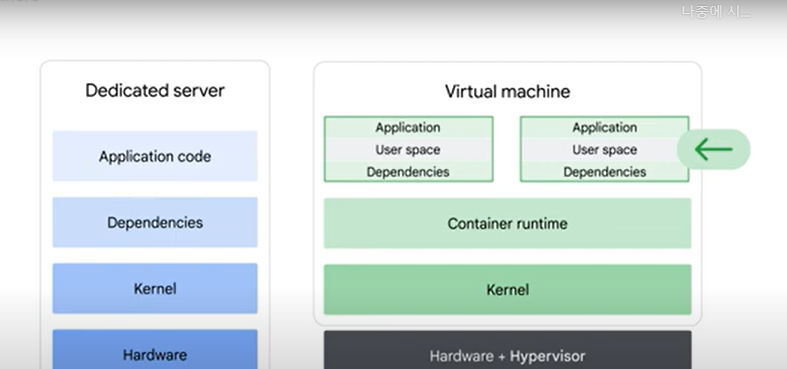 나중에 시...
Dedicated server
Application code
Dependencies
Kernel
Hardware
Virtual machine
Application
User space
Dependencies
Application
User space
Dependencies
Container runtime
Kernel
Hardware + Hypervisor